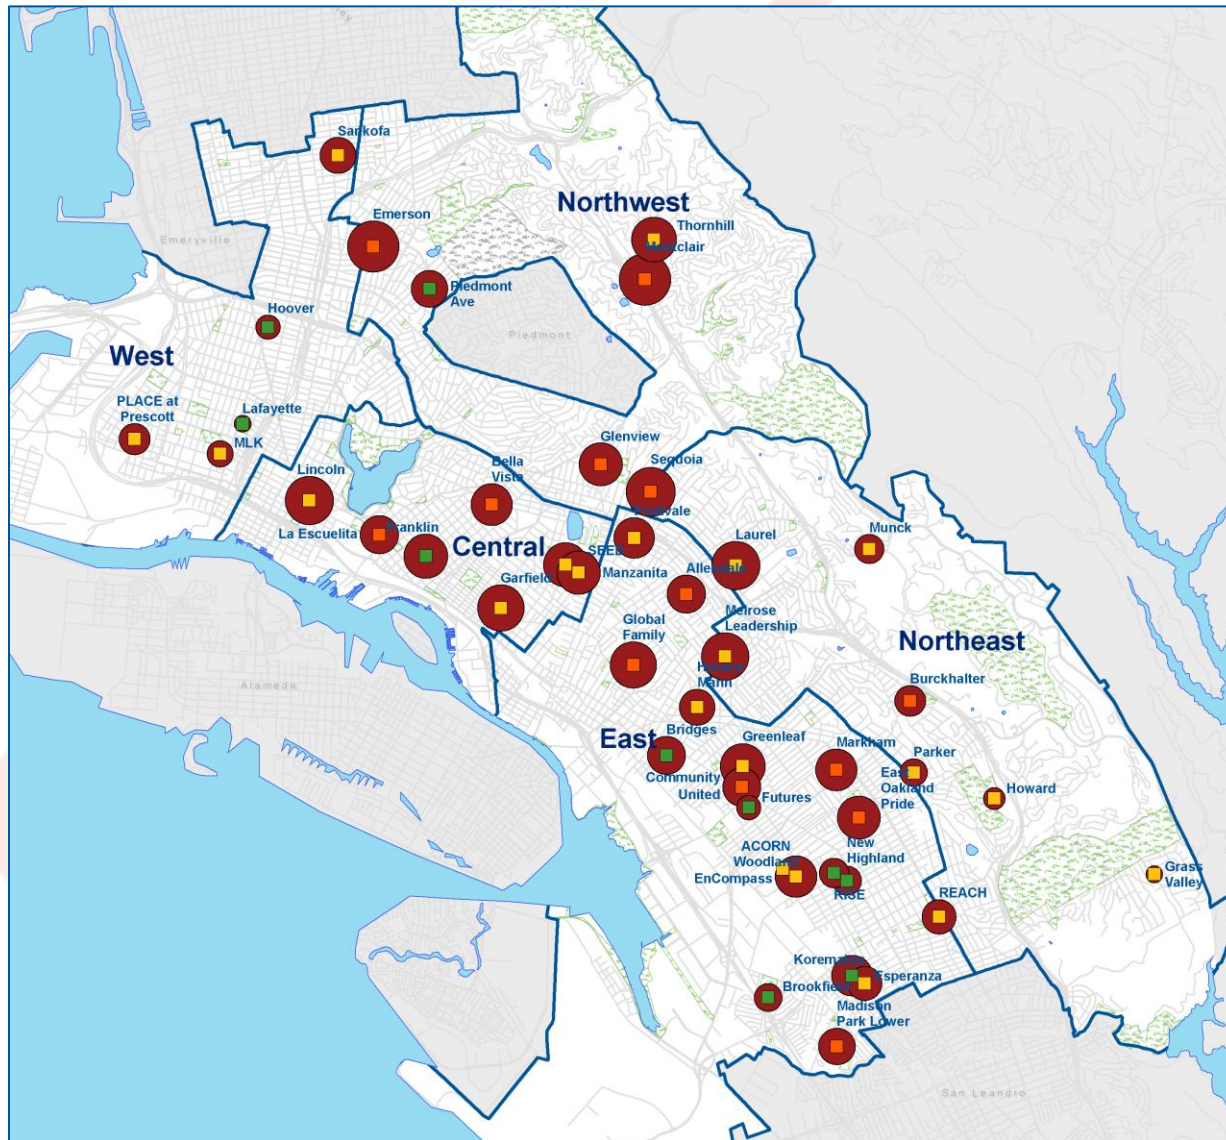 Sankofa
Emerson
Northwest
Thornhill
Montclair
Emeryville
Piedmont
Ave
Piedmont
Hoover
West
PLACE at
Prescott
Lafayette
MLK
Lincoln
La Escuelita
Franklin
Bella
Vista
Glenview
Sequoia
Central
SEED
Manzanita
Garfield
Laurel
Allendale
Munck
Global
Family
Melrose
Leadership
Northeast
Mann
Alameda
East
Bridges
Burckhalter
Greenleaf
Markham
Parker
Community
United
Futures
East
Oakland
Pride
Howard
ACORN
Woodland
EnCompass
New
Highland
RISE
Grass
Valley
REACH
Korematsu
Esperanza
Brookfield
Madison
Park Lower
San Leandro